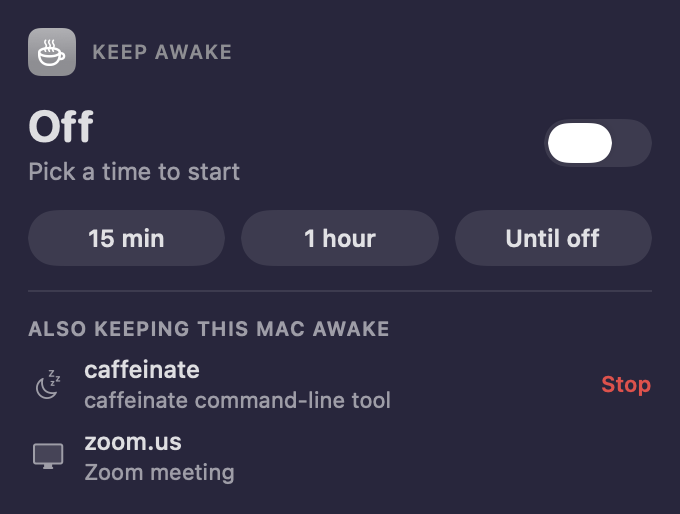 KEEP AWAKE
Off
Pick a time to start
15 min
1 hour
Until off
ALSO KEEPING THIS MAC AWAKE
caffeinate
caffeinate command-line tool
Stop
zoom.us
Zoom meeting